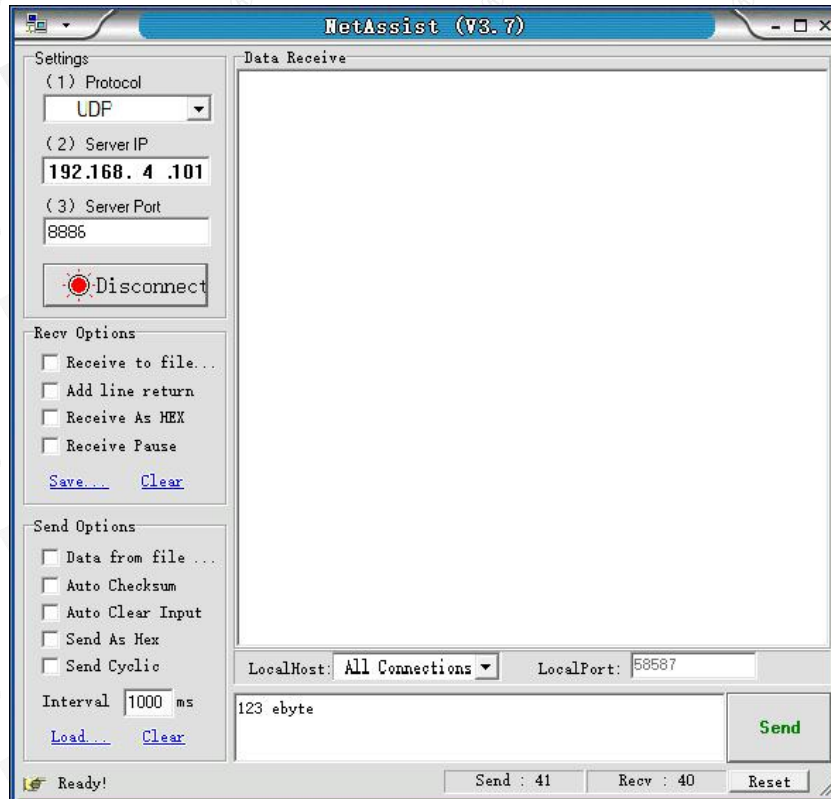 NetAssist (V3.7)
Settings
(1) Protocol
UDP
(2) Server IP
192.168. 4 .101
(3) Server Port
8886
Disconnect
Recv Options
Receive to file...
Add line return
Receive As HEX
Receive Pause
Save... Clear
Send Options
Data from file ...
Auto Checksum
Auto Clear Input
Send As Hex
Send Cyclic
Interval 1000 ms
Load... Clear
Data Receive
LocalHost: All Connections LocalPort: 58587
123 ebyte
Send
Ready! Send : 41 Recv : 40 Reset